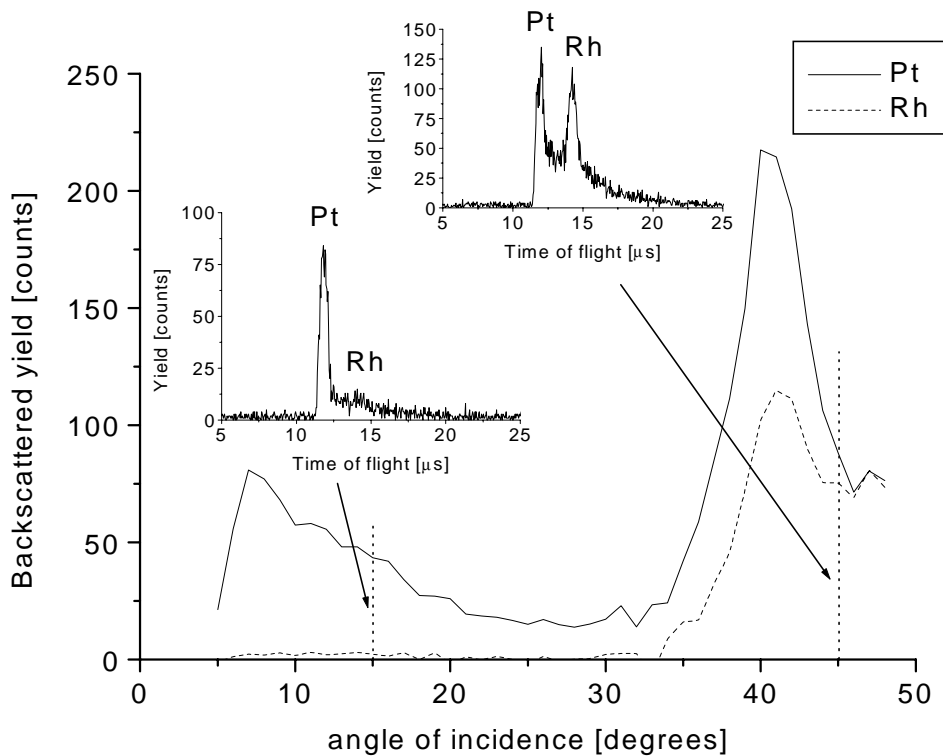 Pt
Rh
150
125
100
75
50
25
0
Yield [counts]
5 10 15 20 25
Time of flight [μs]
Pt
Rh
Pt
Rh
100
75
50
25
0
Yield [counts]
5 10 15 20 25
Time of flight [μs]
250
200
150
100
50
0
Backscattered yield [counts]
0 10 20 30 40 50
angle of incidence [degrees]